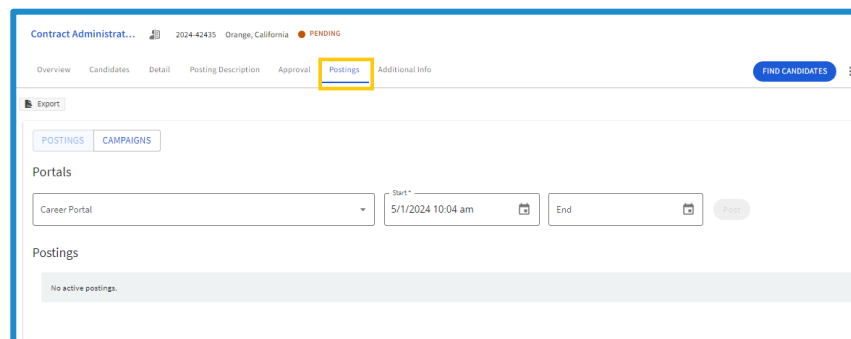 Contract Administrat... 2024-42435 Orange, California PENDING
Overview Candidates Detail Posting Description Approval Postings Additional Info FIND CANDIDATES
Export
POSTINGS CAMPAIGNS
Portals
Start *
Career Portal 5/1/2024 10:04 am End Post
Postings
No active postings.